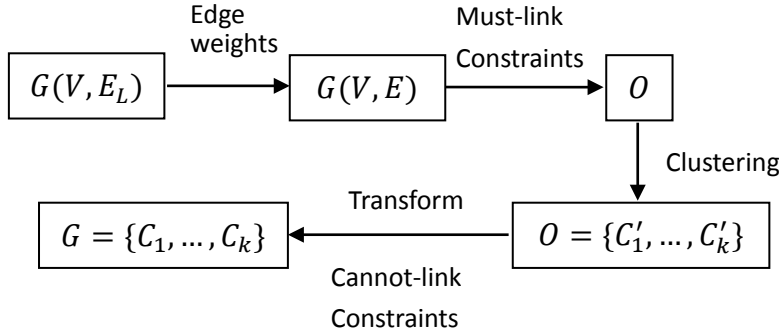 Edge
weights
Must-link
Constraints
G(V, E_L)
G(V, E)
O
Clustering
Transform
G = {C_1, ... , C_k}
O = {C'_1, ... , C'_k}
Cannot-link
Constraints